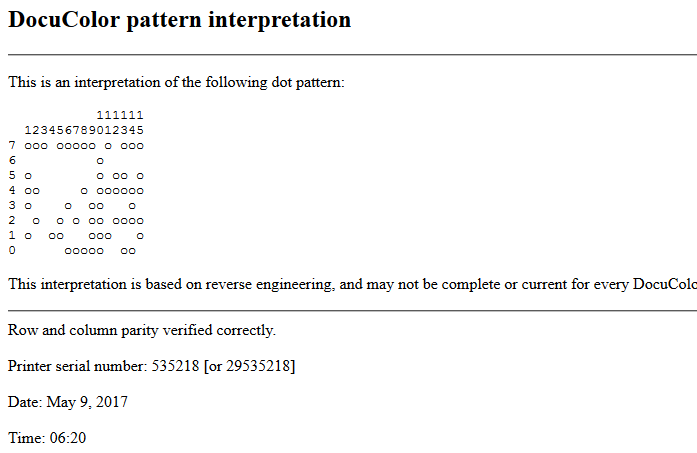 DocuColor pattern interpretation
This is an interpretation of the following dot pattern:
           111111
  123456789012345
7 ooo ooooo o ooo
6          o
5 o        o oo o
4 oo     o oooooo
3 o    o  oo   o
2  o  o o oo oooo
1 o  oo   ooo   o
0      ooooo  oo
This interpretation is based on reverse engineering, and may not be complete or current for every DocuColo
Row and column parity verified correctly.
Printer serial number: 535218 [or 29535218]
Date: May 9, 2017
Time: 06:20